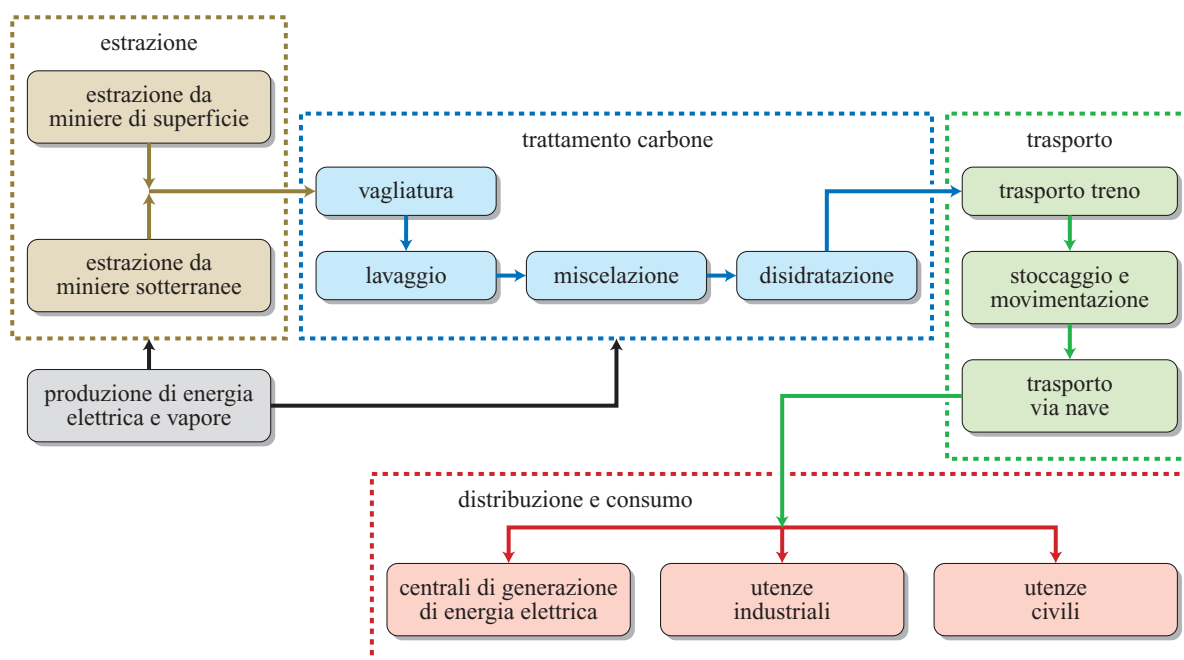 estrazione
estrazione da
miniere di superficie
estrazione da
miniere sotterranee
produzione di energia
elettrica e vapore
trattamento carbone
vagliatura
lavaggio
miscelazione
disidratazione
trasporto
trasporto treno
stoccaggio e
movimentazione
trasporto
via nave
distribuzione e consumo
centrali di generazione
di energia elettrica
utenze
industriali
utenze
civili